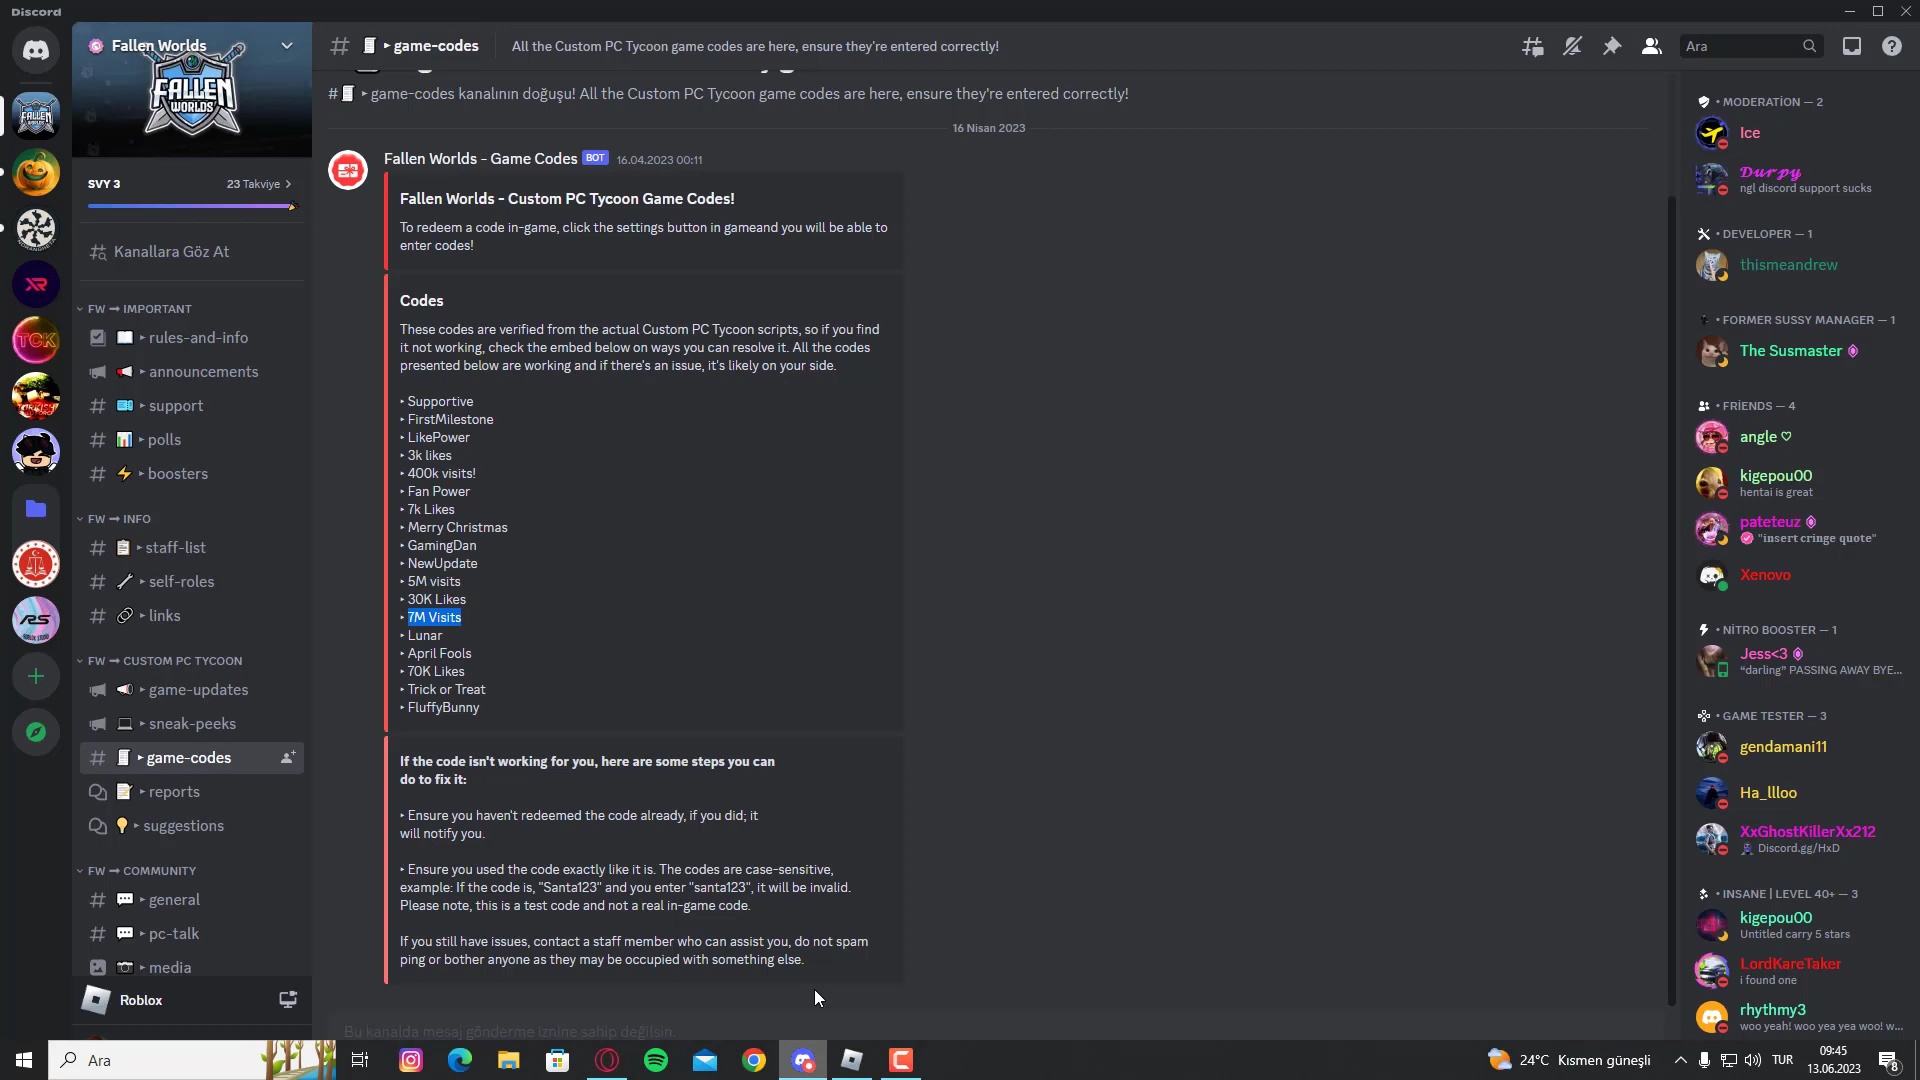 Discord
Fallen Worlds
FALLEN
WORLDS
SVY 3
23 Takviye
Kanallara Göz At
FW ➞ IMPORTANT
rules-and-info
announcements
support
polls
boosters
FW ➞ INFO
staff-list
self-roles
links
FW ➞ CUSTOM PC TYCOON
game-updates
sneak-peeks
game-codes
reports
suggestions
FW ➞ COMMUNITY
general
pc-talk
media
Roblox
game-codes
All the Custom PC Tycoon game codes are here, ensure they're entered correctly!
Ara
# ‣ game-codes kanalının doğuşu! All the Custom PC Tycoon game codes are here, ensure they're entered correctly!
16 Nisan 2023
Fallen Worlds - Game Codes BOT 16.04.2023 00:11
Fallen Worlds - Custom PC Tycoon Game Codes!
To redeem a code in-game, click the settings button in gameand you will be able to
enter codes!
Codes
These codes are verified from the actual Custom PC Tycoon scripts, so if you find
it not working, check the embed below on ways you can resolve it. All the codes
presented below are working and if there's an issue, it's likely on your side.
‣ Supportive
‣ FirstMilestone
‣ LikePower
‣ 3k likes
‣ 400k visits!
‣ Fan Power
‣ 7k Likes
‣ Merry Christmas
‣ GamingDan
‣ NewUpdate
‣ 5M visits
‣ 30K Likes
‣ 7M Visits
‣ Lunar
‣ April Fools
‣ 70K Likes
‣ Trick or Treat
‣ FluffyBunny
If the code isn't working for you, here are some steps you can
do to fix it:
‣ Ensure you haven't redeemed the code already, if you did; it
will notify you.
‣ Ensure you used the code exactly like it is. The codes are case-sensitive,
example: If the code is, "Santa123" and you enter "santa123", it will be invalid.
Please note, this is a test code and not a real in-game code.
If you still have issues, contact a staff member who can assist you, do not spam
ping or bother anyone as they may be occupied with something else.
Bu kanalda mesaj gönderme iznine sahip değilsin.
• MODERATİON — 2
Ice
Durpy
ngl discord support sucks
• DEVELOPER — 1
thismeandrew
• FORMER SUSSY MANAGER — 1
The Susmaster
• FRİENDS — 4
angle ♡
kigepou00
hentai is great
pateteuz
"insert cringe quote"
Xenovo
• NİTRO BOOSTER — 1
Jess<3
“darling” PASSING AWAY BYE...
• GAME TESTER — 3
gendamani11
Ha_llloo
XxGhostKillerXx212
Discord.gg/HxD
• INSANE | LEVEL 40+ — 3
kigepou00
Untitled carry 5 stars
LordKareTaker
i found one
rhythmy3
woo yeah! woo yea yea woo! w...
Ara
24°C Kısmen güneşli
TUR
09:45
13.06.2023
8